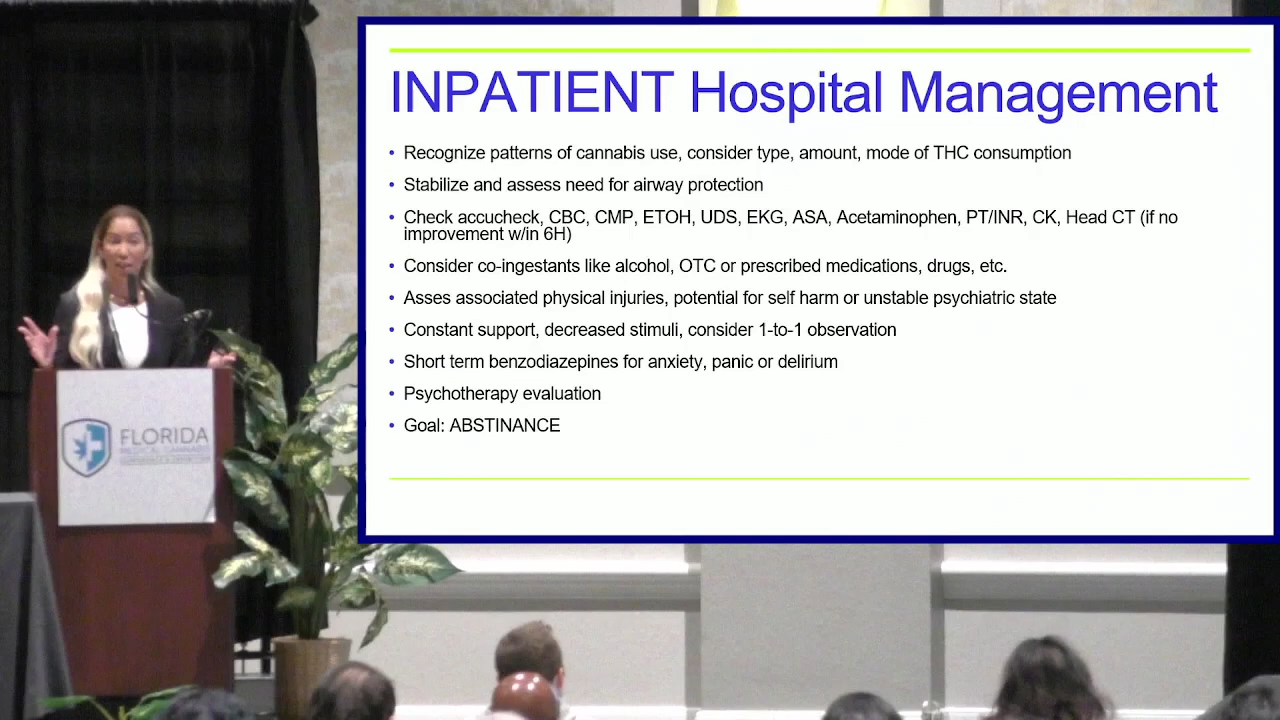 INPATIENT Hospital Management
• Recognize patterns of cannabis use, consider type, amount, mode of THC consumption
• Stabilize and assess need for airway protection
• Check accucheck, CBC, CMP, ETOH, UDS, EKG, ASA, Acetaminophen, PT/INR, CK, Head CT (if no
improvement w/in 6H)
• Consider co-ingestants like alcohol, OTC or prescribed medications, drugs, etc.
• Asses associated physical injuries, potential for self harm or unstable psychiatric state
• Constant support, decreased stimuli, consider 1-to-1 observation
• Short term benzodiazepines for anxiety, panic or delirium
• Psychotherapy evaluation
• Goal: ABSTINANCE
FLORIDA
MEDICAL CANNABIS